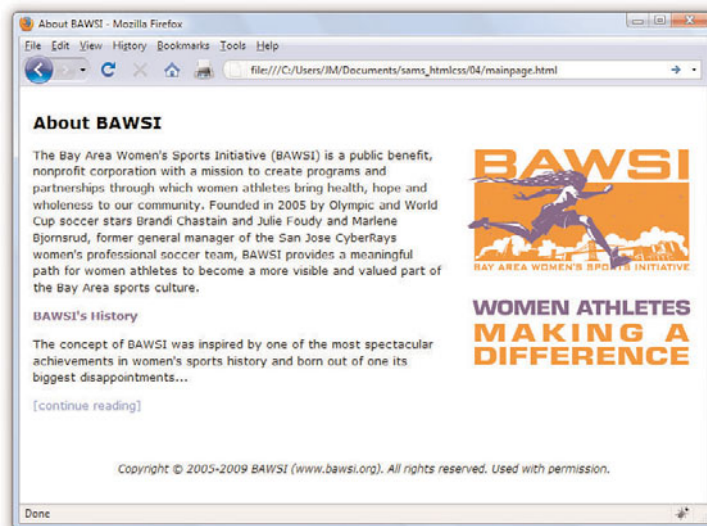 About BAWSI - Mozilla Firefox
File Edit View History Bookmarks Tools Help
file:///C:/Users/JM/Documents/sams_htmlcss/04/mainpage.html
About BAWSI
The Bay Area Women's Sports Initiative (BAWSI) is a public benefit,
nonprofit corporation with a mission to create programs and
partnerships through which women athletes bring health, hope and
wholeness to our community. Founded in 2005 by Olympic and World
Cup soccer stars Brandi Chastain and Julie Foudy and Marlene
Bjornsrud, former general manager of the San Jose CyberRays
women's professional soccer team, BAWSI provides a meaningful
path for women athletes to become a more visible and valued part of
the Bay Area sports culture.
BAWSI's History
The concept of BAWSI was inspired by one of the most spectacular
achievements in women's sports history and born out of one its
biggest disappointments...
[continue reading]
BAWSI
BAY AREA WOMEN'S SPORTS INITIATIVE
WOMEN ATHLETES
MAKING A
DIFFERENCE
Copyright © 2005-2009 BAWSI (www.bawsi.org). All rights reserved. Used with permission.
Done